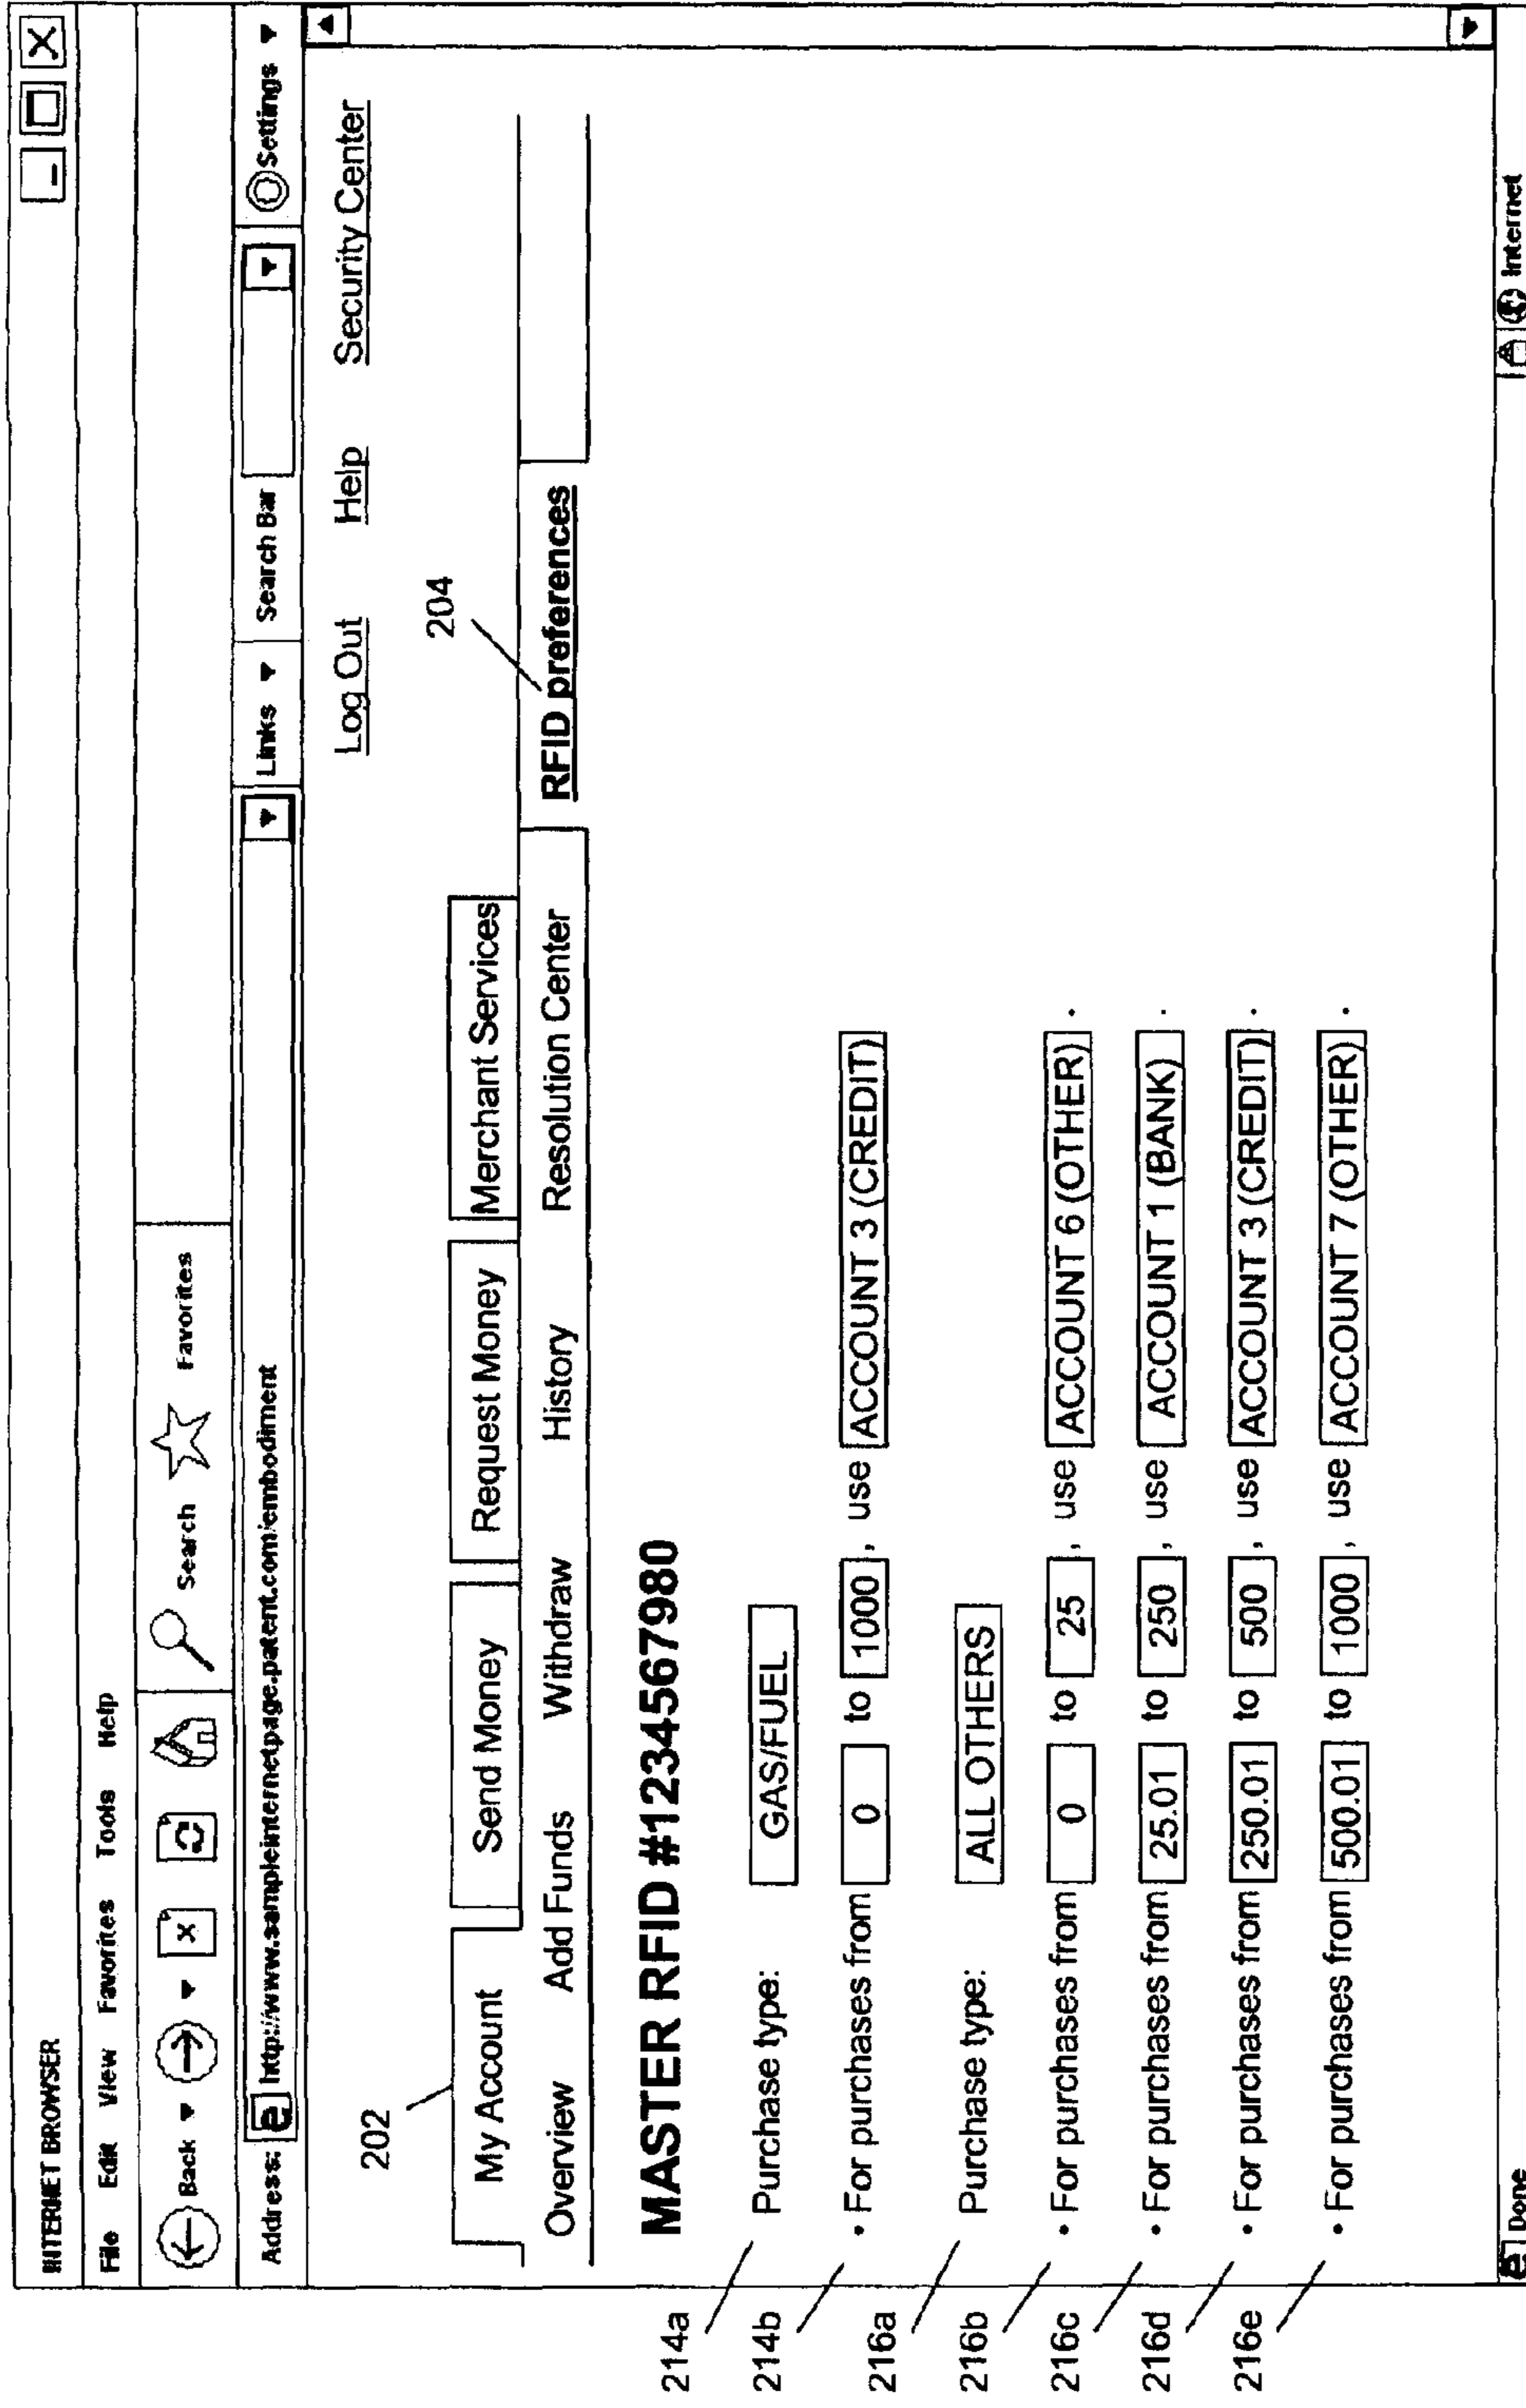 INTERNET BROWSER
File Edit View Favorites Tools Help
Back Search Favorites
Address: http://www.sampleinternetpage.patent.com/embodiment Links Search Bar Settings
Log Out Help Security Center
202
204
My Account Send Money Request Money Merchant Services
Overview Add Funds Withdraw History Resolution Center RFID preferences
MASTER RFID #1234567980
214a Purchase type: GAS/FUEL
214b • For purchases from 0 to 1000 , use ACCOUNT 3 (CREDIT)
216a Purchase type: ALL OTHERS
216b • For purchases from 0 to 25 , use ACCOUNT 6 (OTHER) .
216c • For purchases from 25.01 to 250 , use ACCOUNT 1 (BANK) .
216d • For purchases from 250.01 to 500 , use ACCOUNT 3 (CREDIT) .
216e • For purchases from 500.01 to 1000 , use ACCOUNT 7 (OTHER) .
Done Internet